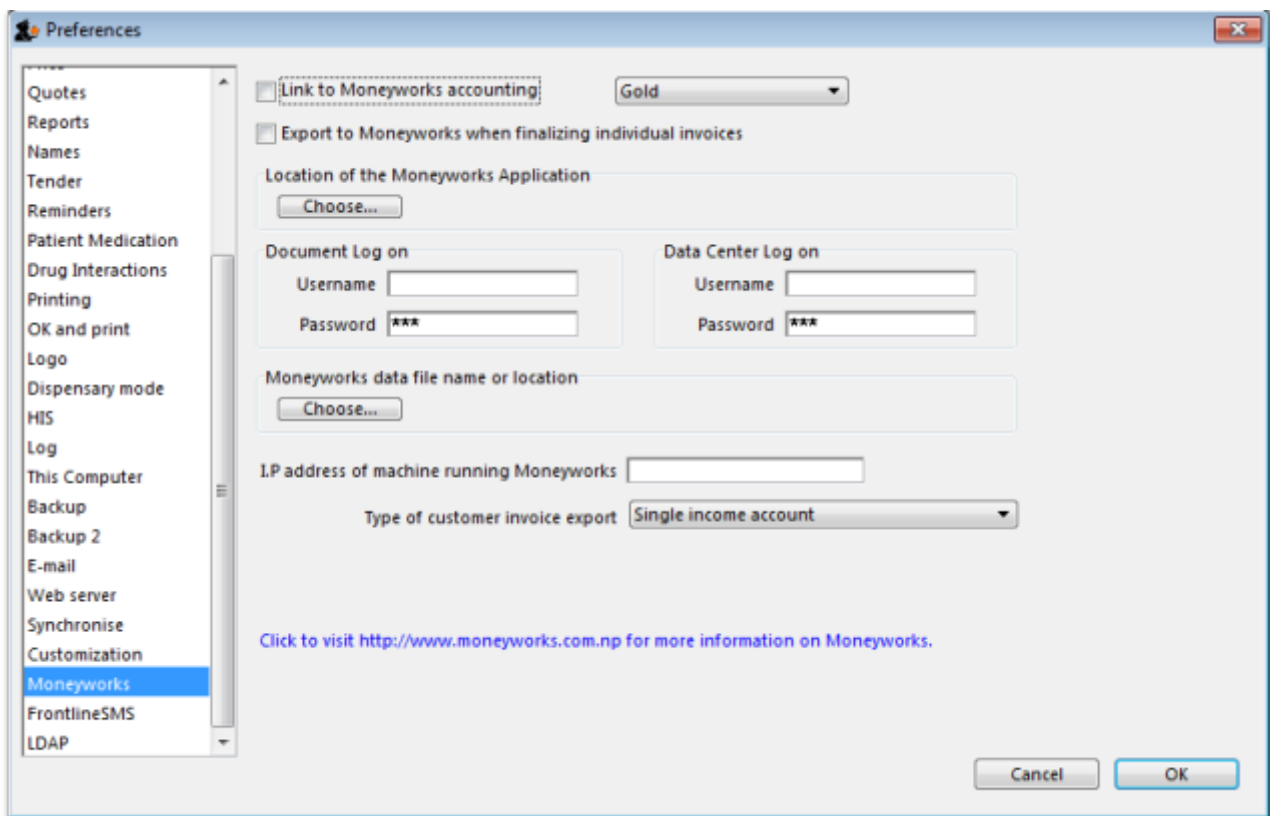 Preferences
Quotes
Reports
Names
Tender
Reminders
Patient Medication
Drug Interactions
Printing
OK and print
Logo
Dispensary mode
HIS
Log
This Computer
Backup
Backup 2
E-mail
Web server
Synchronise
Customization
Moneyworks
FrontlineSMS
LDAP
Link to Moneyworks accounting Gold
Export to Moneyworks when finalizing individual invoices
Location of the Moneyworks Application
Choose...
Document Log on
Username
Password ***
Data Center Log on
Username
Password ***
Moneyworks data file name or location
Choose...
I.P address of machine running Moneyworks
Type of customer invoice export Single income account
Click to visit http://www.moneyworks.com.np for more information on Moneyworks.
Cancel OK